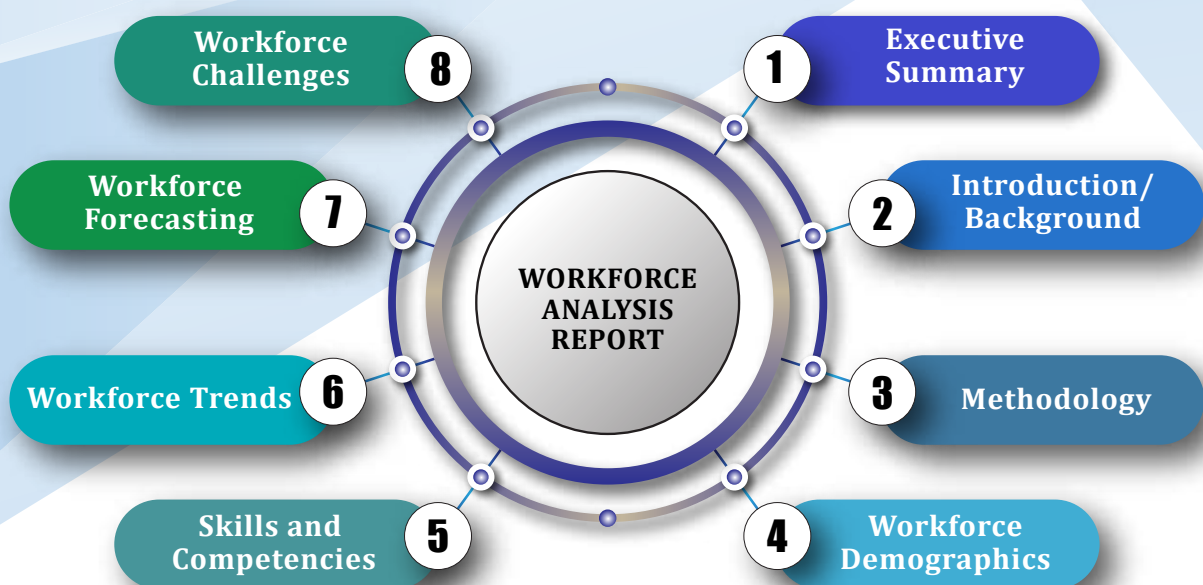 WORKFORCE
ANALYSIS
REPORT
1
Executive
Summary
2
Introduction/
Background
3
Methodology
4
Workforce
Demographics
5
Skills and
Competencies
6
Workforce Trends
7
Workforce
Forecasting
8
Workforce
Challenges